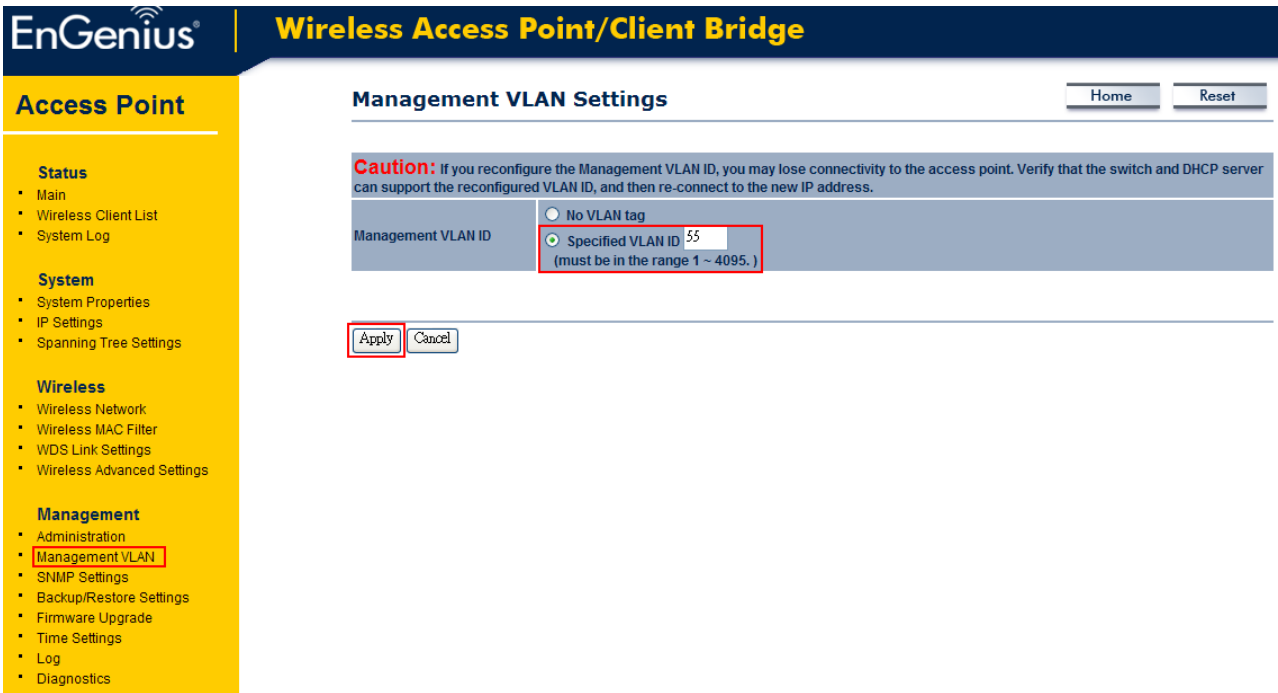 EnGenius®
Wireless Access Point/Client Bridge
Access Point
Status
Main
Wireless Client List
System Log
System
System Properties
IP Settings
Spanning Tree Settings
Wireless
Wireless Network
Wireless MAC Filter
WDS Link Settings
Wireless Advanced Settings
Management
Administration
Management VLAN
SNMP Settings
Backup/Restore Settings
Firmware Upgrade
Time Settings
Log
Diagnostics
Management VLAN Settings
Home Reset
Caution: If you reconfigure the Management VLAN ID, you may lose connectivity to the access point. Verify that the switch and DHCP server
can support the reconfigured VLAN ID, and then re-connect to the new IP address.
Management VLAN ID
No VLAN tag
Specified VLAN ID 55
(must be in the range 1 ~ 4095. )
Apply Cancel